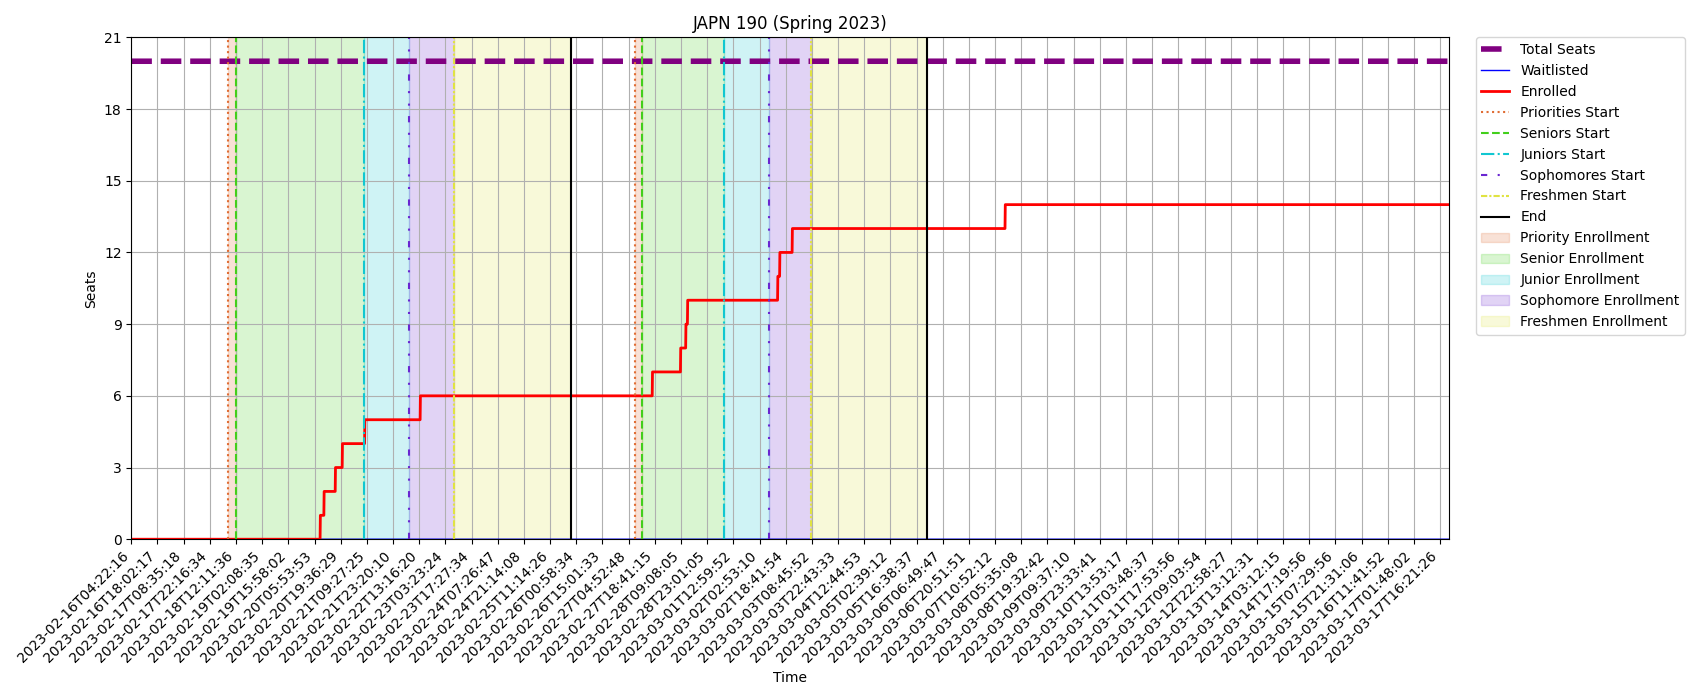 JAPN 190 (Spring 2023)
21
18
15
12
9
6
3
0
Seats
2023-02-16T04:22:16
2023-02-16T18:02:17
2023-02-17T08:35:18
2023-02-17T22:16:34
2023-02-18T12:11:36
2023-02-19T02:08:35
2023-02-19T15:58:02
2023-02-20T05:53:53
2023-02-20T19:36:29
2023-02-21T09:27:25
2023-02-21T23:20:10
2023-02-22T13:16:20
2023-02-23T03:23:24
2023-02-23T17:27:34
2023-02-24T07:26:47
2023-02-24T21:14:08
2023-02-25T11:14:26
2023-02-26T00:58:34
2023-02-26T15:01:33
2023-02-27T04:52:48
2023-02-27T18:41:15
2023-02-28T09:08:05
2023-02-28T23:01:05
2023-03-01T12:59:52
2023-03-02T02:53:10
2023-03-02T18:41:54
2023-03-03T08:45:52
2023-03-03T22:43:33
2023-03-04T12:44:53
2023-03-05T02:39:12
2023-03-05T16:38:37
2023-03-06T06:49:47
2023-03-06T20:51:51
2023-03-07T10:52:12
2023-03-08T05:35:08
2023-03-08T19:32:42
2023-03-09T09:37:10
2023-03-09T23:33:41
2023-03-10T13:53:17
2023-03-11T03:48:37
2023-03-11T17:53:56
2023-03-12T09:03:54
2023-03-12T22:58:27
2023-03-13T13:12:31
2023-03-14T03:12:15
2023-03-14T17:19:56
2023-03-15T07:29:56
2023-03-15T21:31:06
2023-03-16T11:41:52
2023-03-17T01:48:02
2023-03-17T16:21:26
Time
Total Seats
Waitlisted
Enrolled
Priorities Start
Seniors Start
Juniors Start
Sophomores Start
Freshmen Start
End
Priority Enrollment
Senior Enrollment
Junior Enrollment
Sophomore Enrollment
Freshmen Enrollment